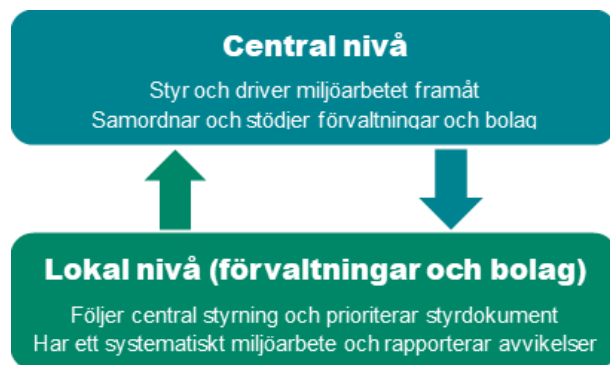 Central nivå
Styr och driver miljöarbetet framåt
Samordnar och stödjer förvaltningar och bolag
Lokal nivå (förvaltningar och bolag)
Följer central styrning och prioriterar styrdokument
Har ett systematiskt miljöarbete och rapporterar avvikelser